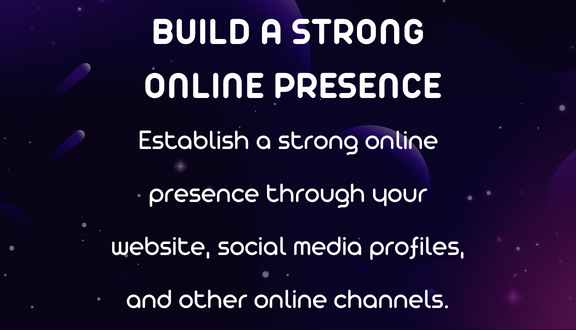 BUILD A STRONG
ONLINE PRESENCE
Establish a strong online
presence through your
website, social media profiles,
and other online channels.